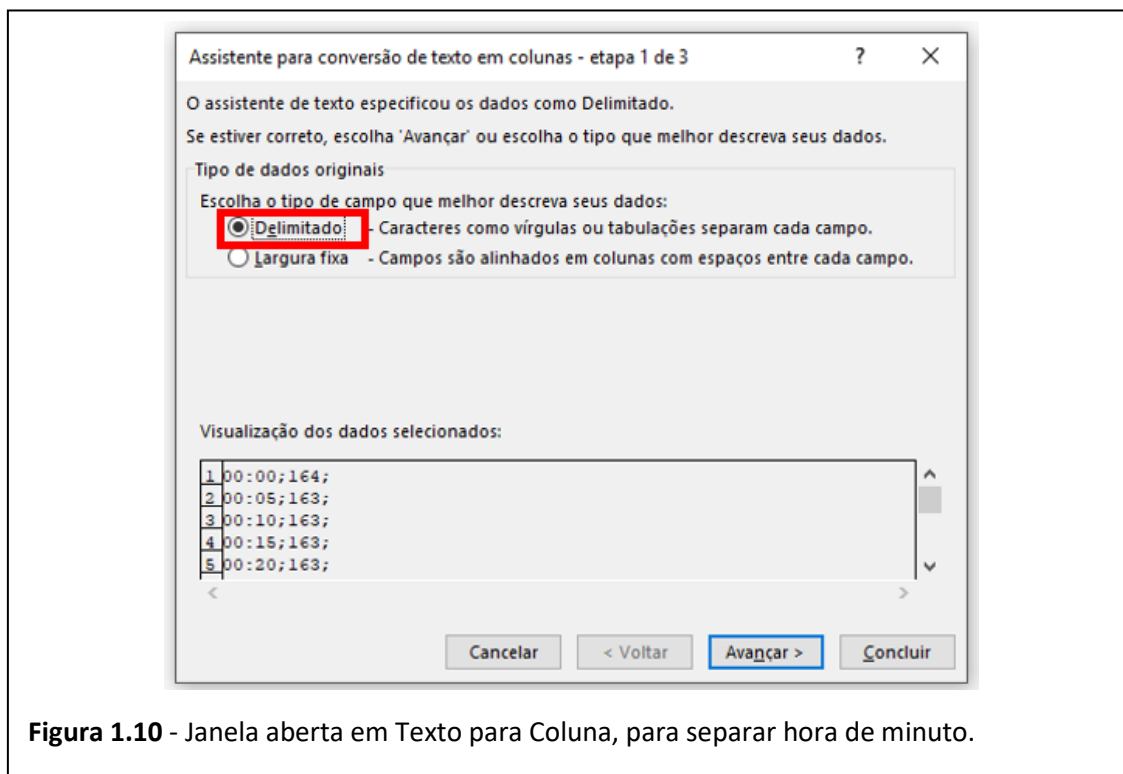 Assistente para conversão de texto em colunas - etapa 1 de 3 ? ×
O assistente de texto especificou os dados como Delimitado.
Se estiver correto, escolha 'Avançar' ou escolha o tipo que melhor descreva seus dados.
Tipo de dados originais
Escolha o tipo de campo que melhor descreva seus dados:
Delimitado - Caracteres como vírgulas ou tabulações separam cada campo.
Largura fixa - Campos são alinhados em colunas com espaços entre cada campo.
Visualização dos dados selecionados:
1 00:00;164;
2 00:05;163;
3 00:10;163;
4 00:15;163;
5 00:20;163;
Cancelar < Voltar Avançar > Concluir
Figura 1.10 - Janela aberta em Texto para Coluna, para separar hora de minuto.